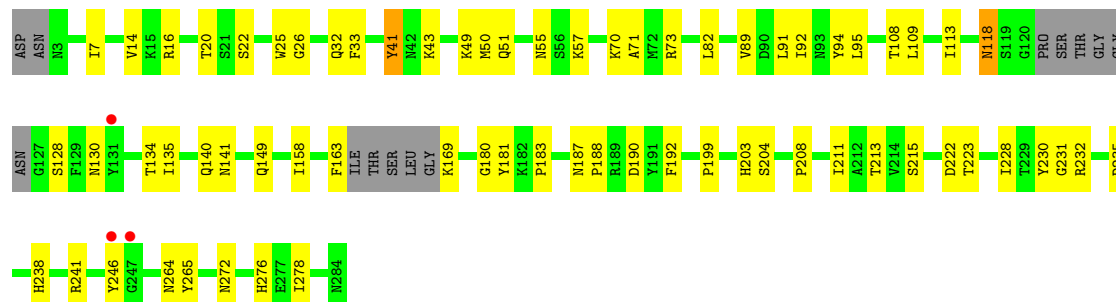 ASP ASN N3 I7 V14 K15 R16 T20 S21 S22 W25 G26 Q32 F33 Y41 N42 K43 K49 M50 Q51 N55 S56 K57 K70 A71 M72 R73 L82 V89 D90 L91 I92 N93 Y94 L95 T108 L109 I113 N118 S119 G120 PRO SER THR GLY
ASN G127 S128 F129 N130 Y131 T134 I135 Q140 N141 Q149 I158 F163 ILE THR SER LEU GLY K169 G180 Y181 K182 P183 N187 P188 R189 D190 Y191 F192 P199 H203 S204 P208 I211 A212 T213 V214 S215 D222 T223 I228 T229 Y230 G231 R232
H238 R241 Y246 G247 N264 Y265 N272 H276 E277 I278 N284